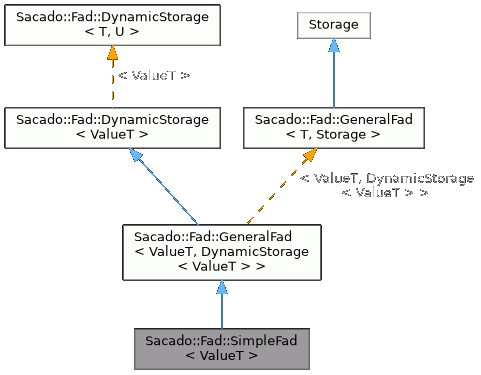 Sacado::Fad::DynamicStorage
< T, U >
Storage
< ValueT >
Sacado::Fad::DynamicStorage
< ValueT >
Sacado::Fad::GeneralFad
< T, Storage >
< ValueT, DynamicStorage
< ValueT > >
Sacado::Fad::GeneralFad
< ValueT, DynamicStorage
< ValueT > >
Sacado::Fad::SimpleFad
< ValueT >